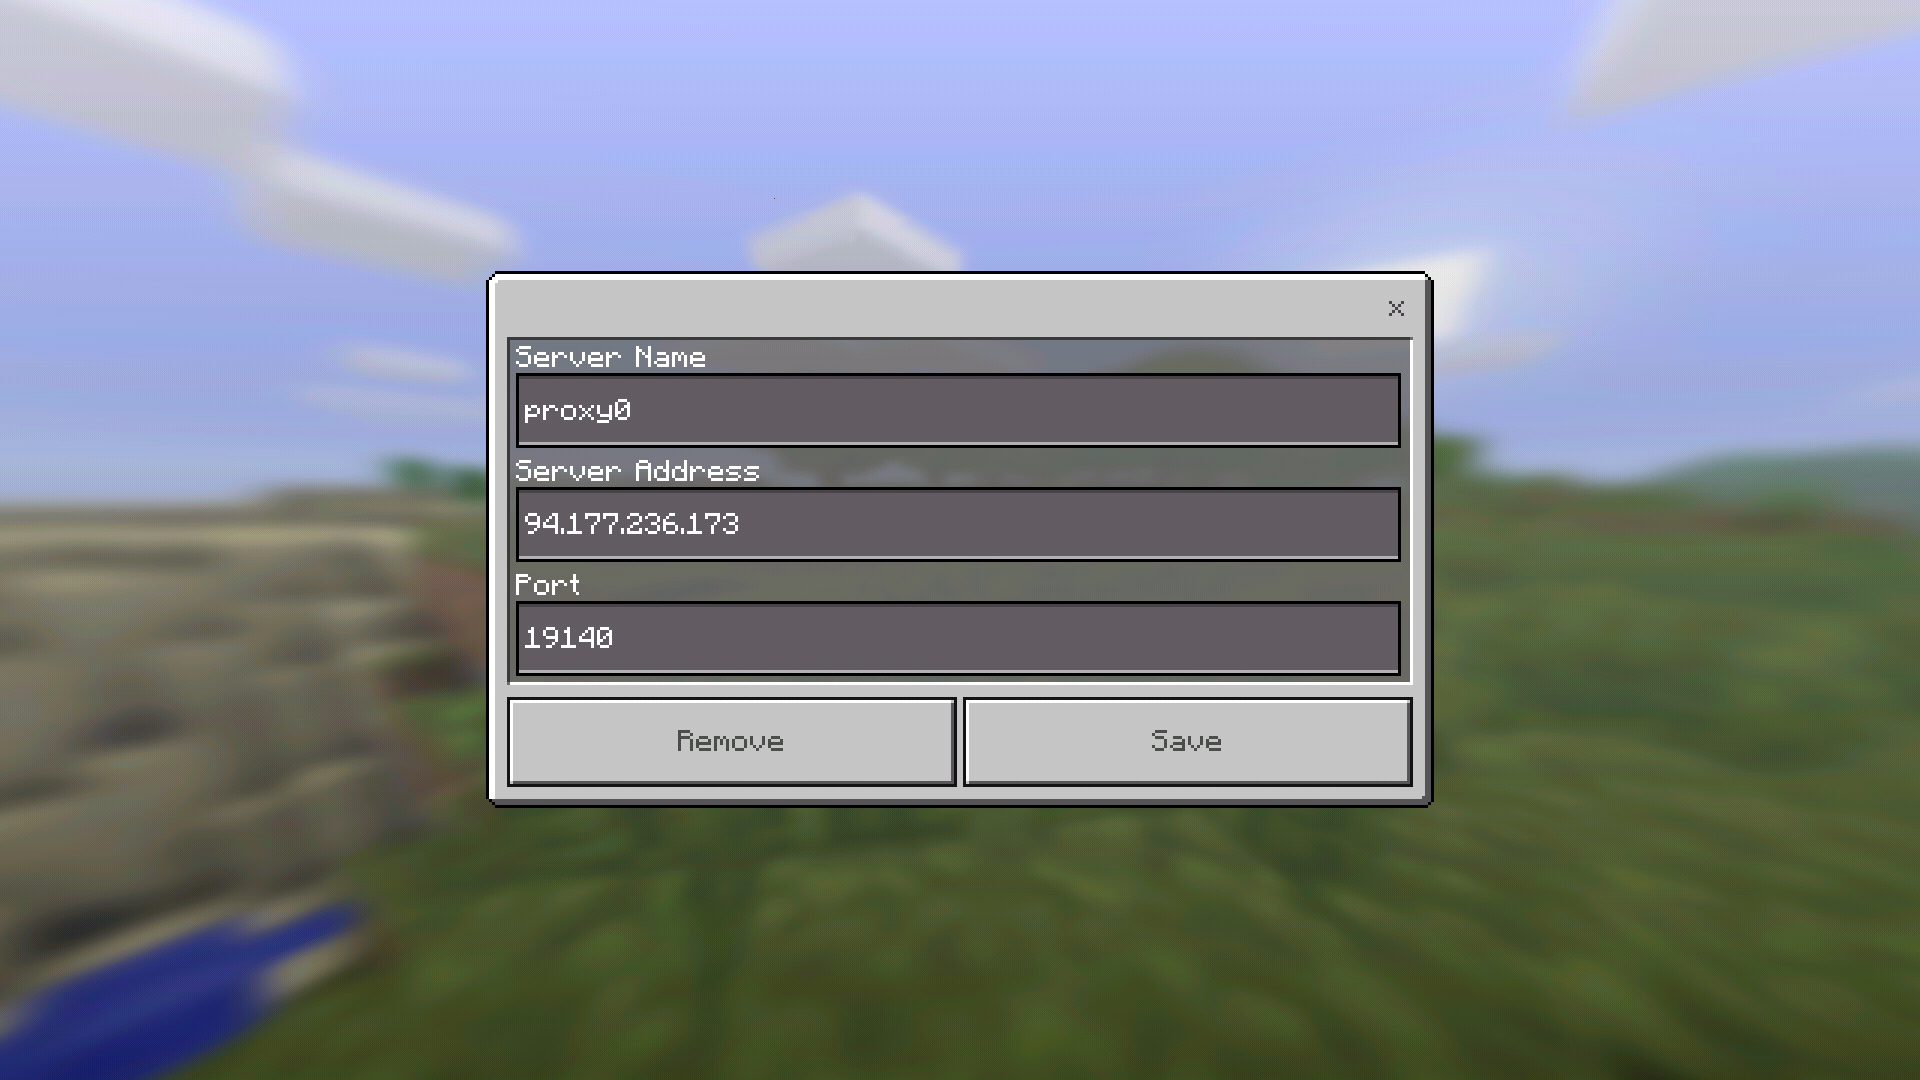 Server Name
proxy0
Server Address
94.177.236.173
Port
19140
Remove
Save